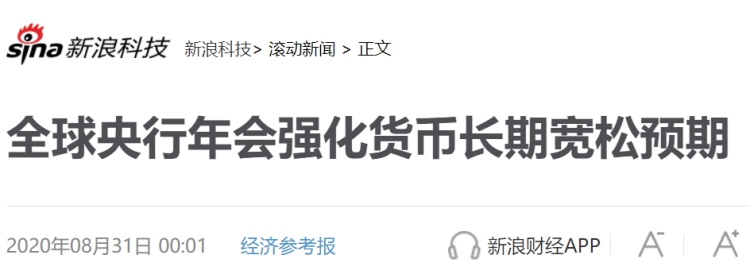 sina 新浪科技 新浪科技> 滚动新闻 > 正文
全球央行年会强化货币长期宽松预期
2020年08月31日 00:01 经济参考报 新浪财经APP A- A+